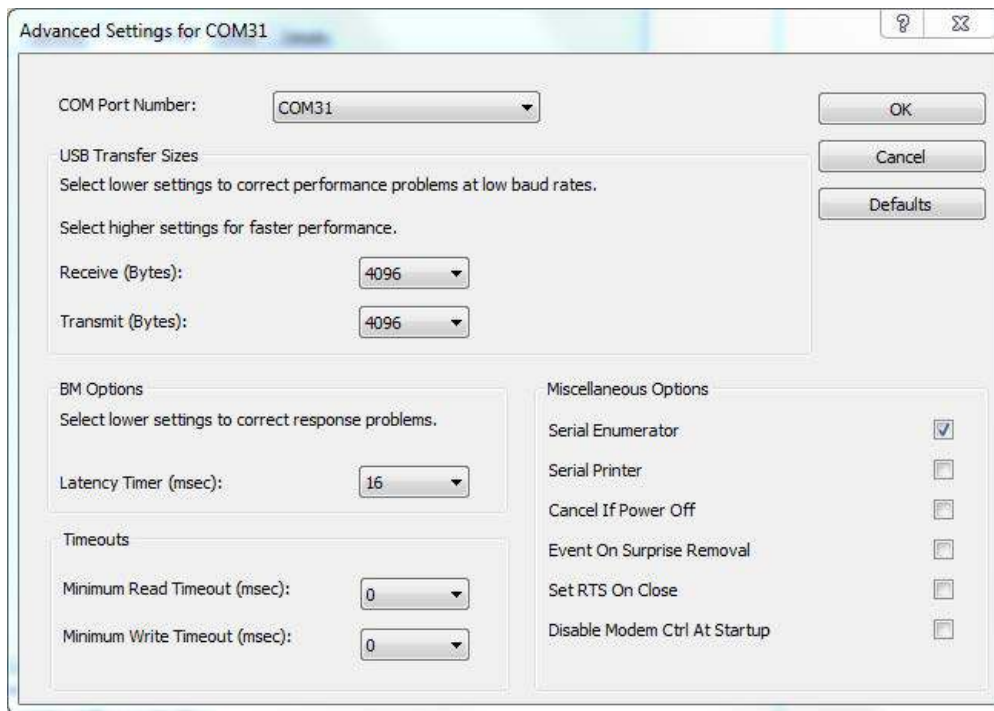 Advanced Settings for COM31
COM Port Number:
COM31
OK
Cancel
Defaults
USB Transfer Sizes
Select lower settings to correct performance problems at low baud rates.
Select higher settings for faster performance.
Receive (Bytes):
4096
Transmit (Bytes):
4096
BM Options
Select lower settings to correct response problems.
Latency Timer (msec):
16
Timeouts
Minimum Read Timeout (msec):
0
Minimum Write Timeout (msec):
0
Miscellaneous Options
Serial Enumerator
Serial Printer
Cancel If Power Off
Event On Surprise Removal
Set RTS On Close
Disable Modem Ctrl At Startup